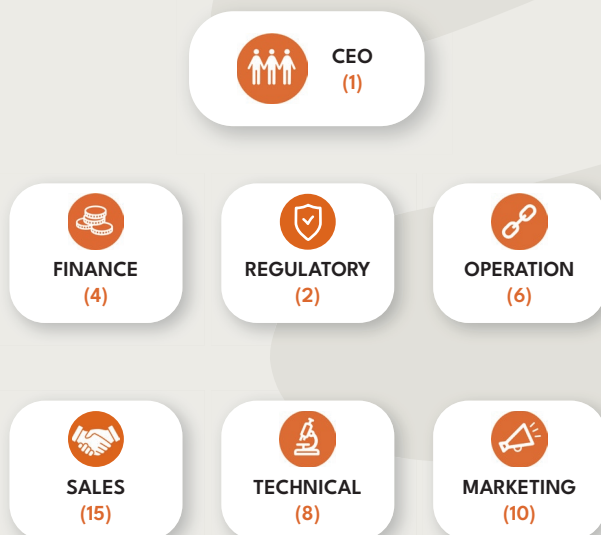 CEO
(1)
FINANCE
(4)
REGULATORY
(2)
OPERATION
(6)
SALES
(15)
TECHNICAL
(8)
MARKETING
(10)